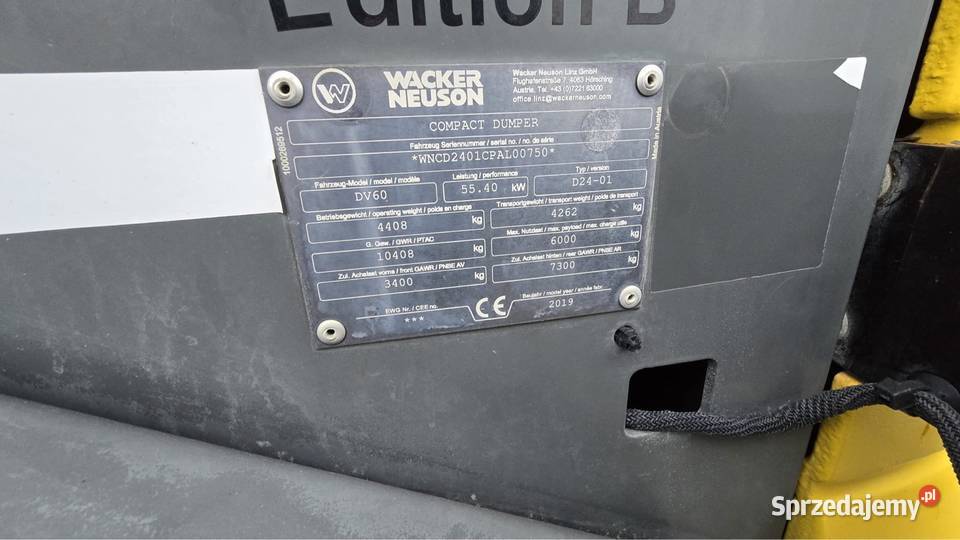 Edition B
W
WACKER
NEUSON
Wacker Neuson Linz GmbH
Flughafenstraße 7, 4063 Hörsching
Austria, Tel. +43 (0)7221 63000
office.linz@wackerneuson.com
COMPACT DUMPER
Fahrzeug Seriennummer / serial no. / no. de série
*WNCD2401CPAL00750*
Fahrzeug-Model / model / modèle
DV60
Leistung / performance
55.40 kW
Typ / version
D24-01
Betriebsgewicht / operating weight / poids en charge
4408 kg
Transportgewicht / transport weight / poids de transport
4262 kg
G. Gew. / GWR / PTAC
10408 kg
Max. Nutzlast / max. payload / max. charge utile
6000 kg
Zul. Achslast vorne / front GAWR / PNBE AV
3400 kg
Zul. Achslast hinten / rear GAWR / PNBE AR
7300 kg
EWG Nr. / CEE no.
***
CE
Baujahr / model year / année fabr.
2019
1000289512
Made in Austria
Sprzedajemy.pl